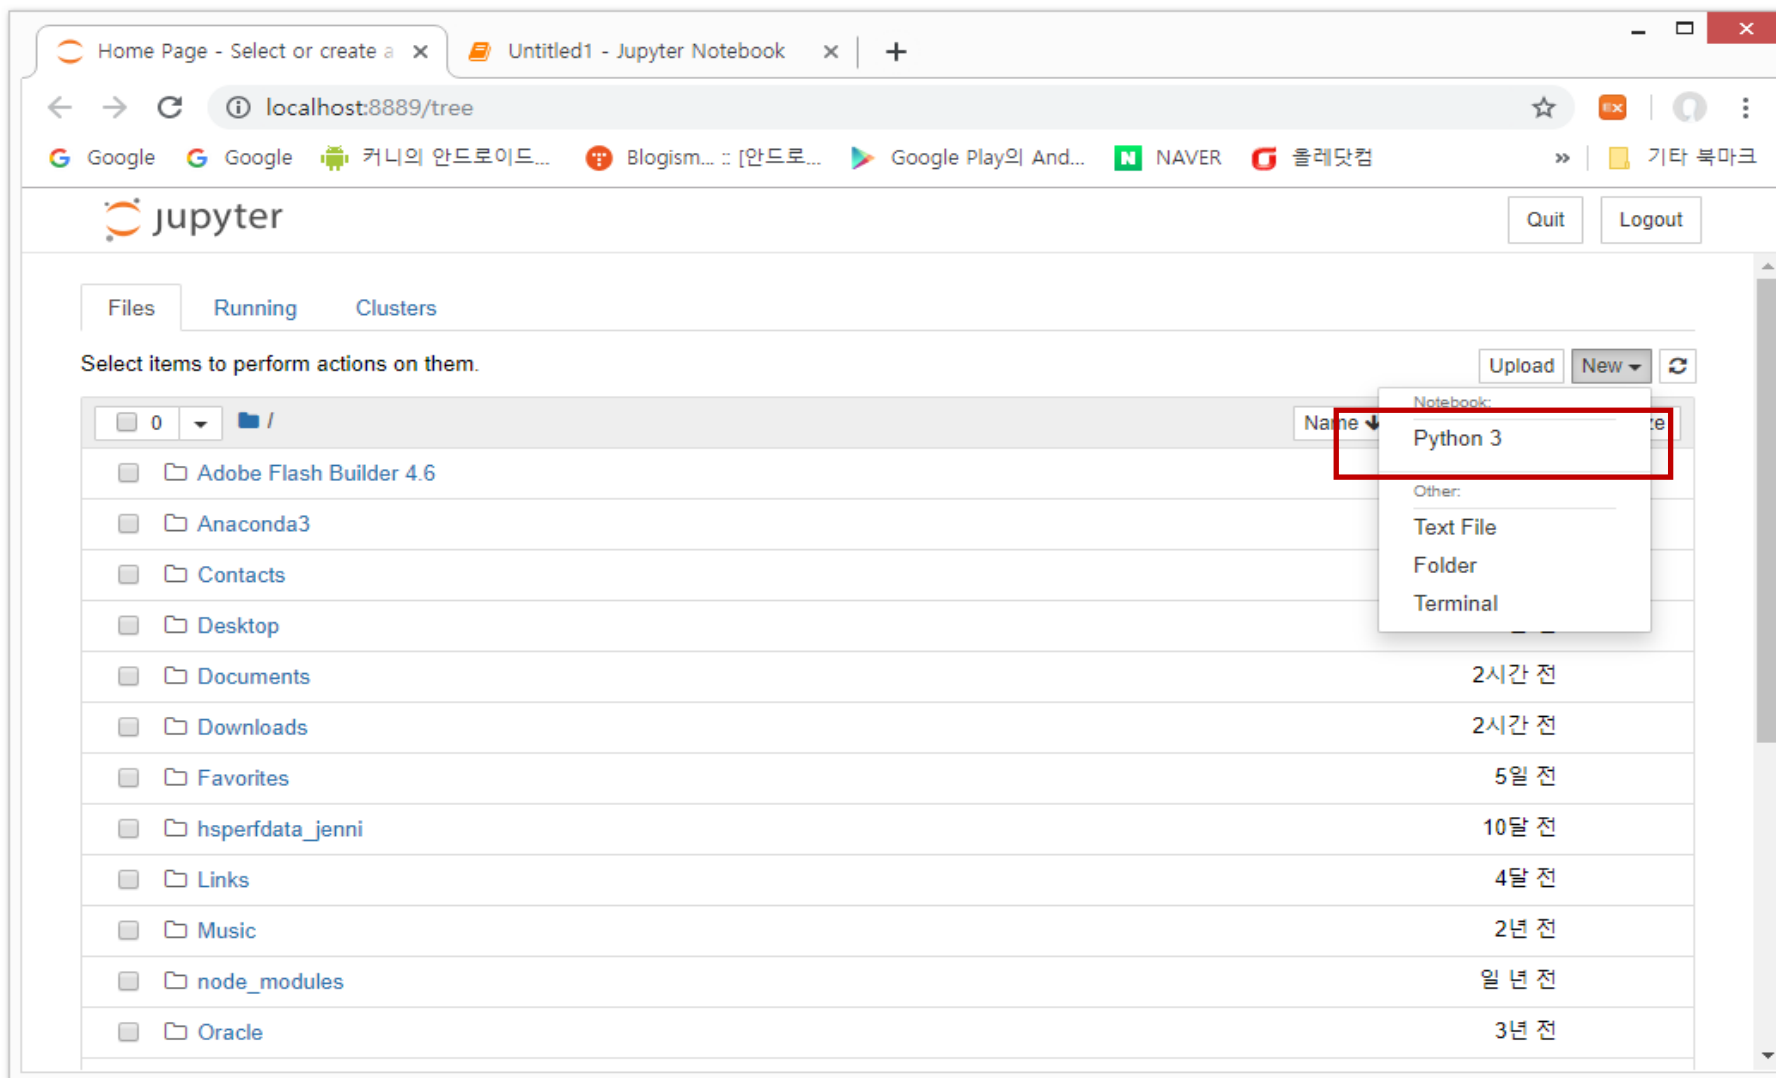 Home Page - Select or create a
Untitled1 - Jupyter Notebook
localhost:8889/tree
EX
Google
Google
커니의 안드로이드...
Blogism... :: [안드로...
Google Play의 And...
N NAVER
올레닷컴
»
기타 북마크
jupyter
Quit
Logout
Files
Running
Clusters
Select items to perform actions on them.
Upload
New
0
/
Name
ze
Notebook:
Python 3
Other:
Text File
Folder
Terminal
Adobe Flash Builder 4.6
Anaconda3
Contacts
Desktop
Documents 2시간 전
Downloads 2시간 전
Favorites 5일 전
hsperfdata_jenni 10달 전
Links 4달 전
Music 2년 전
node_modules 일 년 전
Oracle 3년 전